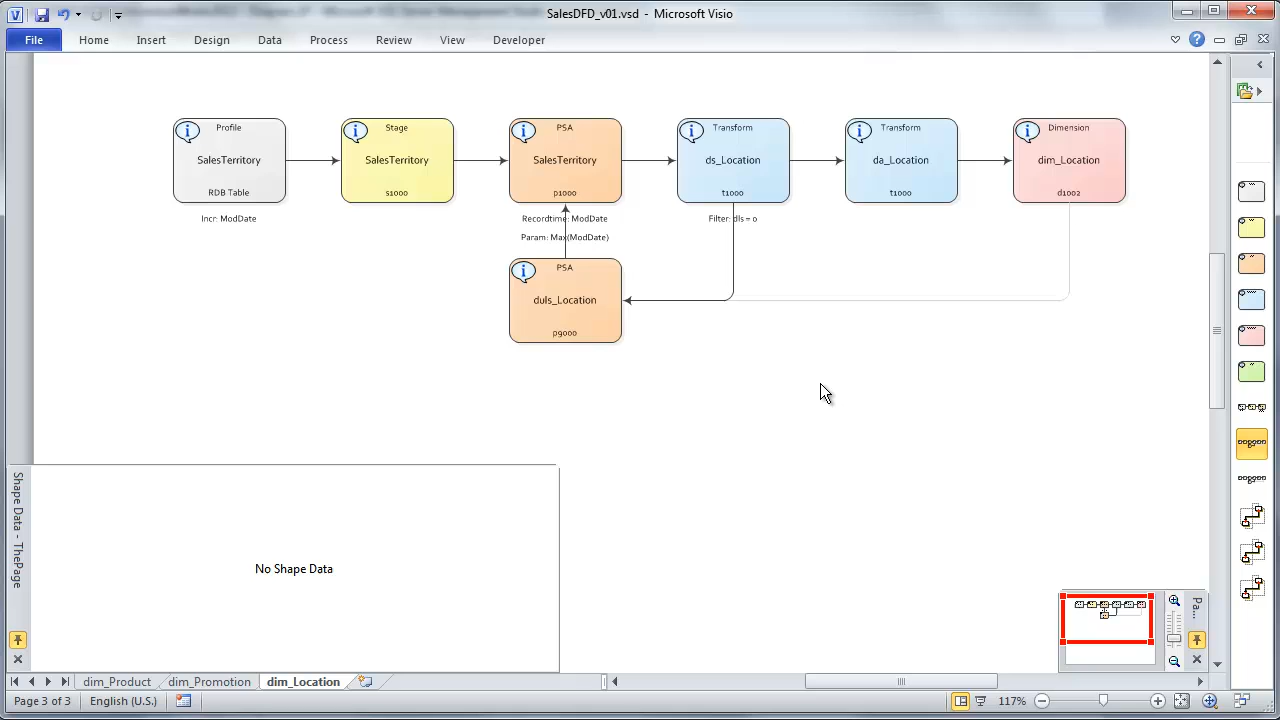 SalesDFD_v01.vsd - Microsoft Visio
File Home Insert Design Data Process Review View Developer
Profile
SalesTerritory
RDB Table
Incr: ModDate
Stage
SalesTerritory
s1000
PSA
SalesTerritory
p1000
Recordtime: ModDate
Param: Max(ModDate)
Transform
ds_Location
t1000
Filter: dls = 0
Transform
da_Location
t1000
Dimension
dim_Location
d1002
PSA
duls_Location
p9000
Shape Data - ThePage
No Shape Data
Pa...
dim_Product dim_Promotion dim_Location
Page 3 of 3 English (U.S.) 117%